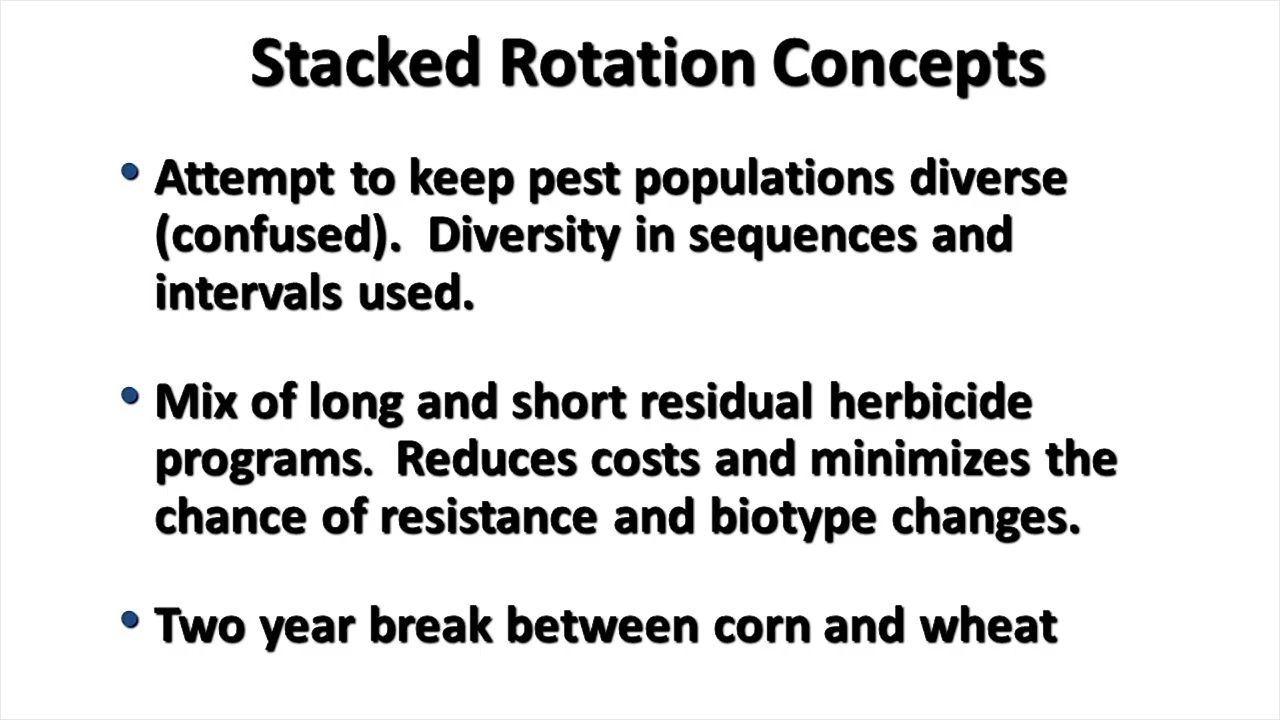 Stacked Rotation Concepts
• Attempt to keep pest populations diverse
(confused).  Diversity in sequences and
intervals used.
• Mix of long and short residual herbicide
programs.  Reduces costs and minimizes the
chance of resistance and biotype changes.
• Two year break between corn and wheat